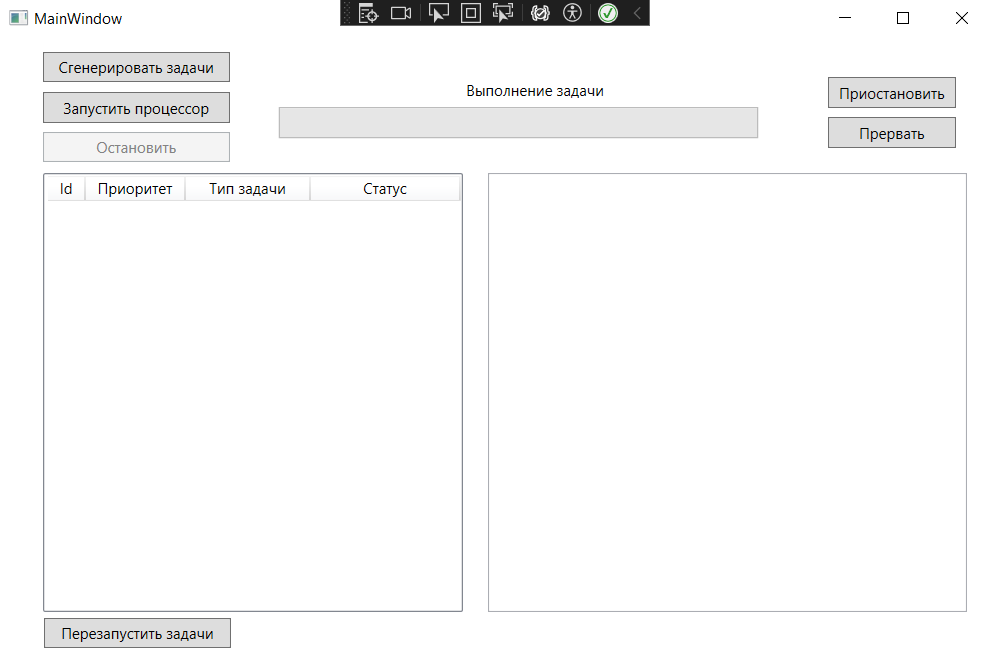 MainWindow
Сгенерировать задачи
Запустить процессор
Остановить
Выполнение задачи
Приостановить
Прервать
Id Приоритет Тип задачи Статус
Перезапустить задачи